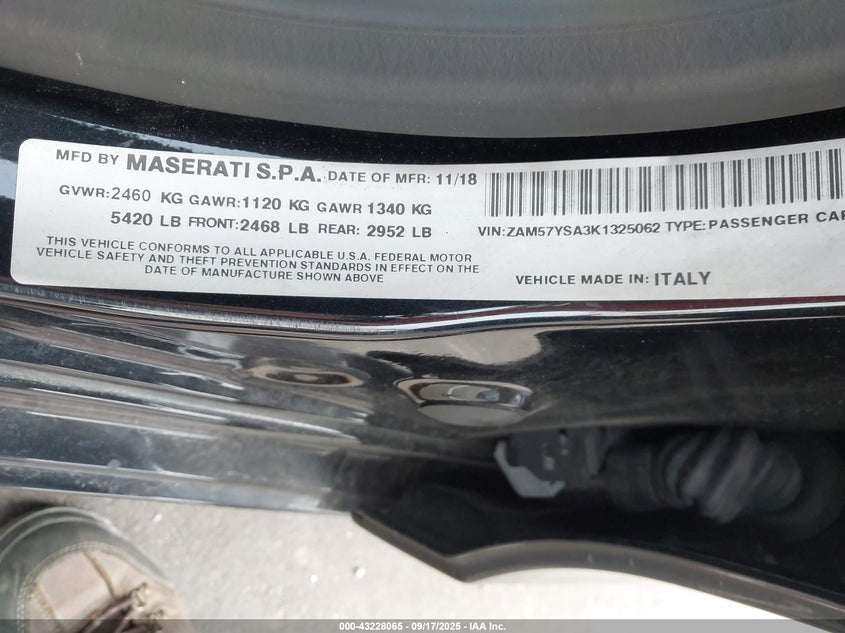 MFD BY MASERATI S.P.A. DATE OF MFR: 11/18
GVWR:2460 KG GAWR:1120 KG GAWR 1340 KG
5420 LB FRONT:2468 LB REAR: 2952 LB
THIS VEHICLE CONFORMS TO ALL APPLICABLE U.S.A. FEDERAL MOTOR
VEHICLE SAFETY AND THEFT PREVENTION STANDARDS IN EFFECT ON THE
DATE OF MANUFACTURE SHOWN ABOVE
VIN:ZAM57YSA3K1325062 TYPE:PASSENGER CAR
VEHICLE MADE IN: ITALY
000-43228065 - 09/17/2025 - IAA Inc.